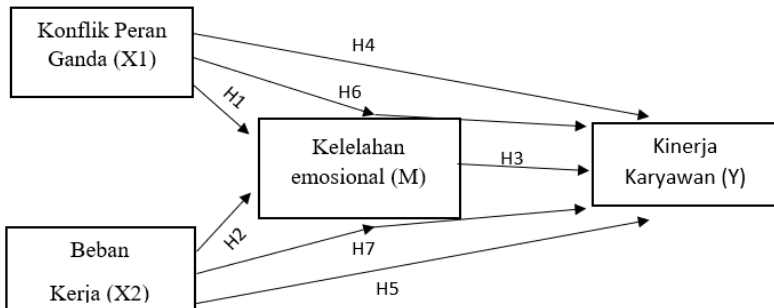 Konflik Peran
Ganda (X1)
H4
H6
H1
Kelelahan
emosional (M)
H3
Kinerja
Karyawan (Y)
H2
H7
Beban
Kerja (X2)
H5